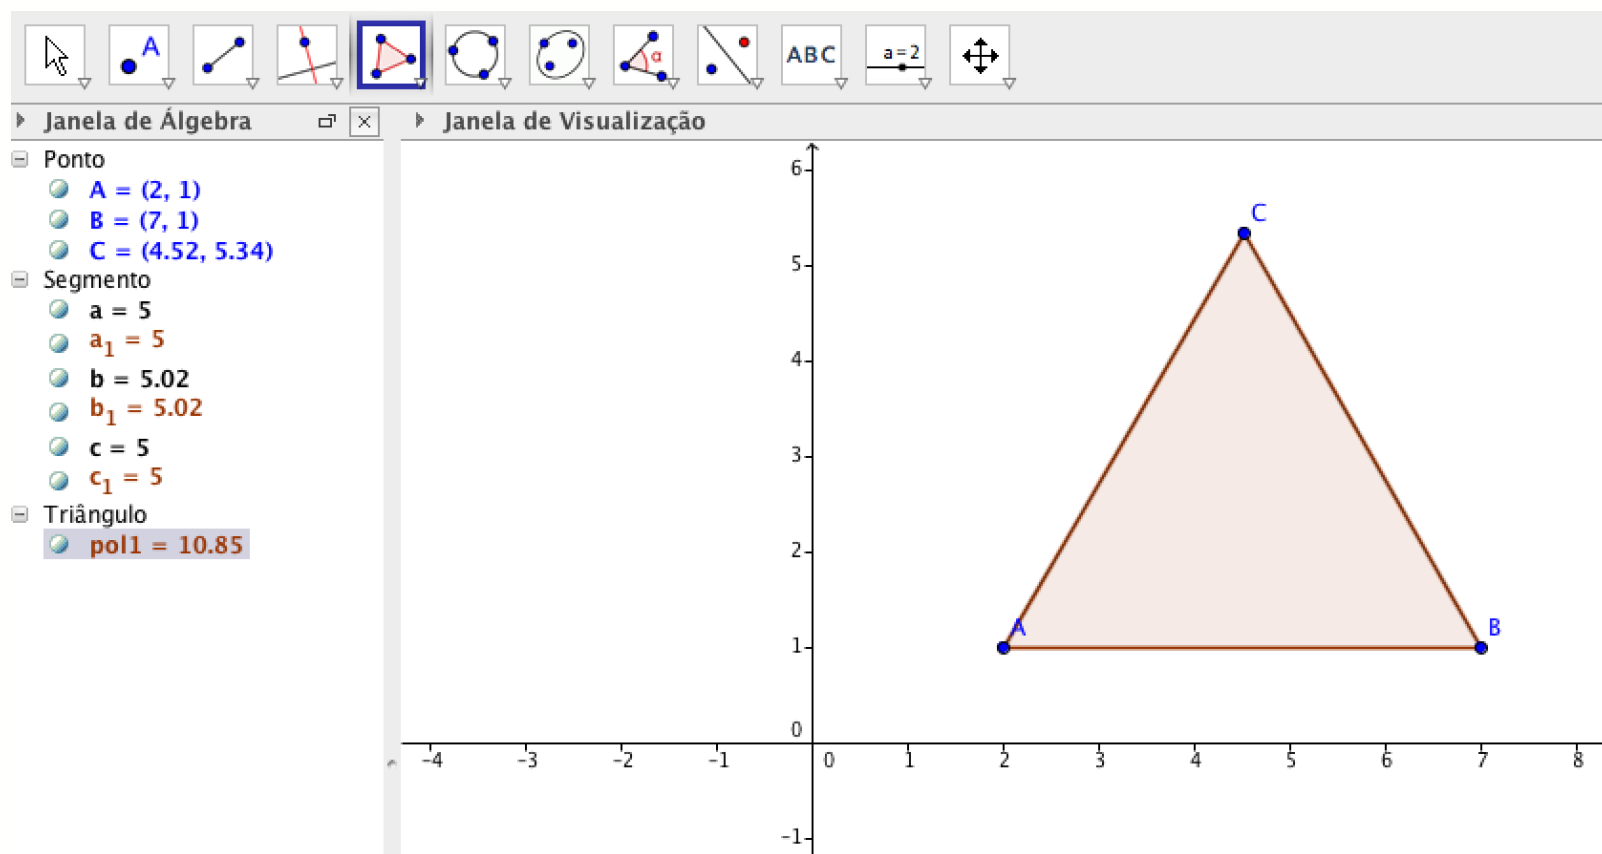 A
α
ABC
a=2
Janela de Álgebra
Janela de Visualização
Ponto
A = (2, 1)
B = (7, 1)
C = (4.52, 5.34)
Segmento
a = 5
a₁ = 5
b = 5.02
b₁ = 5.02
c = 5
c₁ = 5
Triângulo
pol1 = 10.85
6
C
5
4
3
2
A
B
1
0
-4 -3 -2 -1 0 1 2 3 4 5 6 7 8
-1